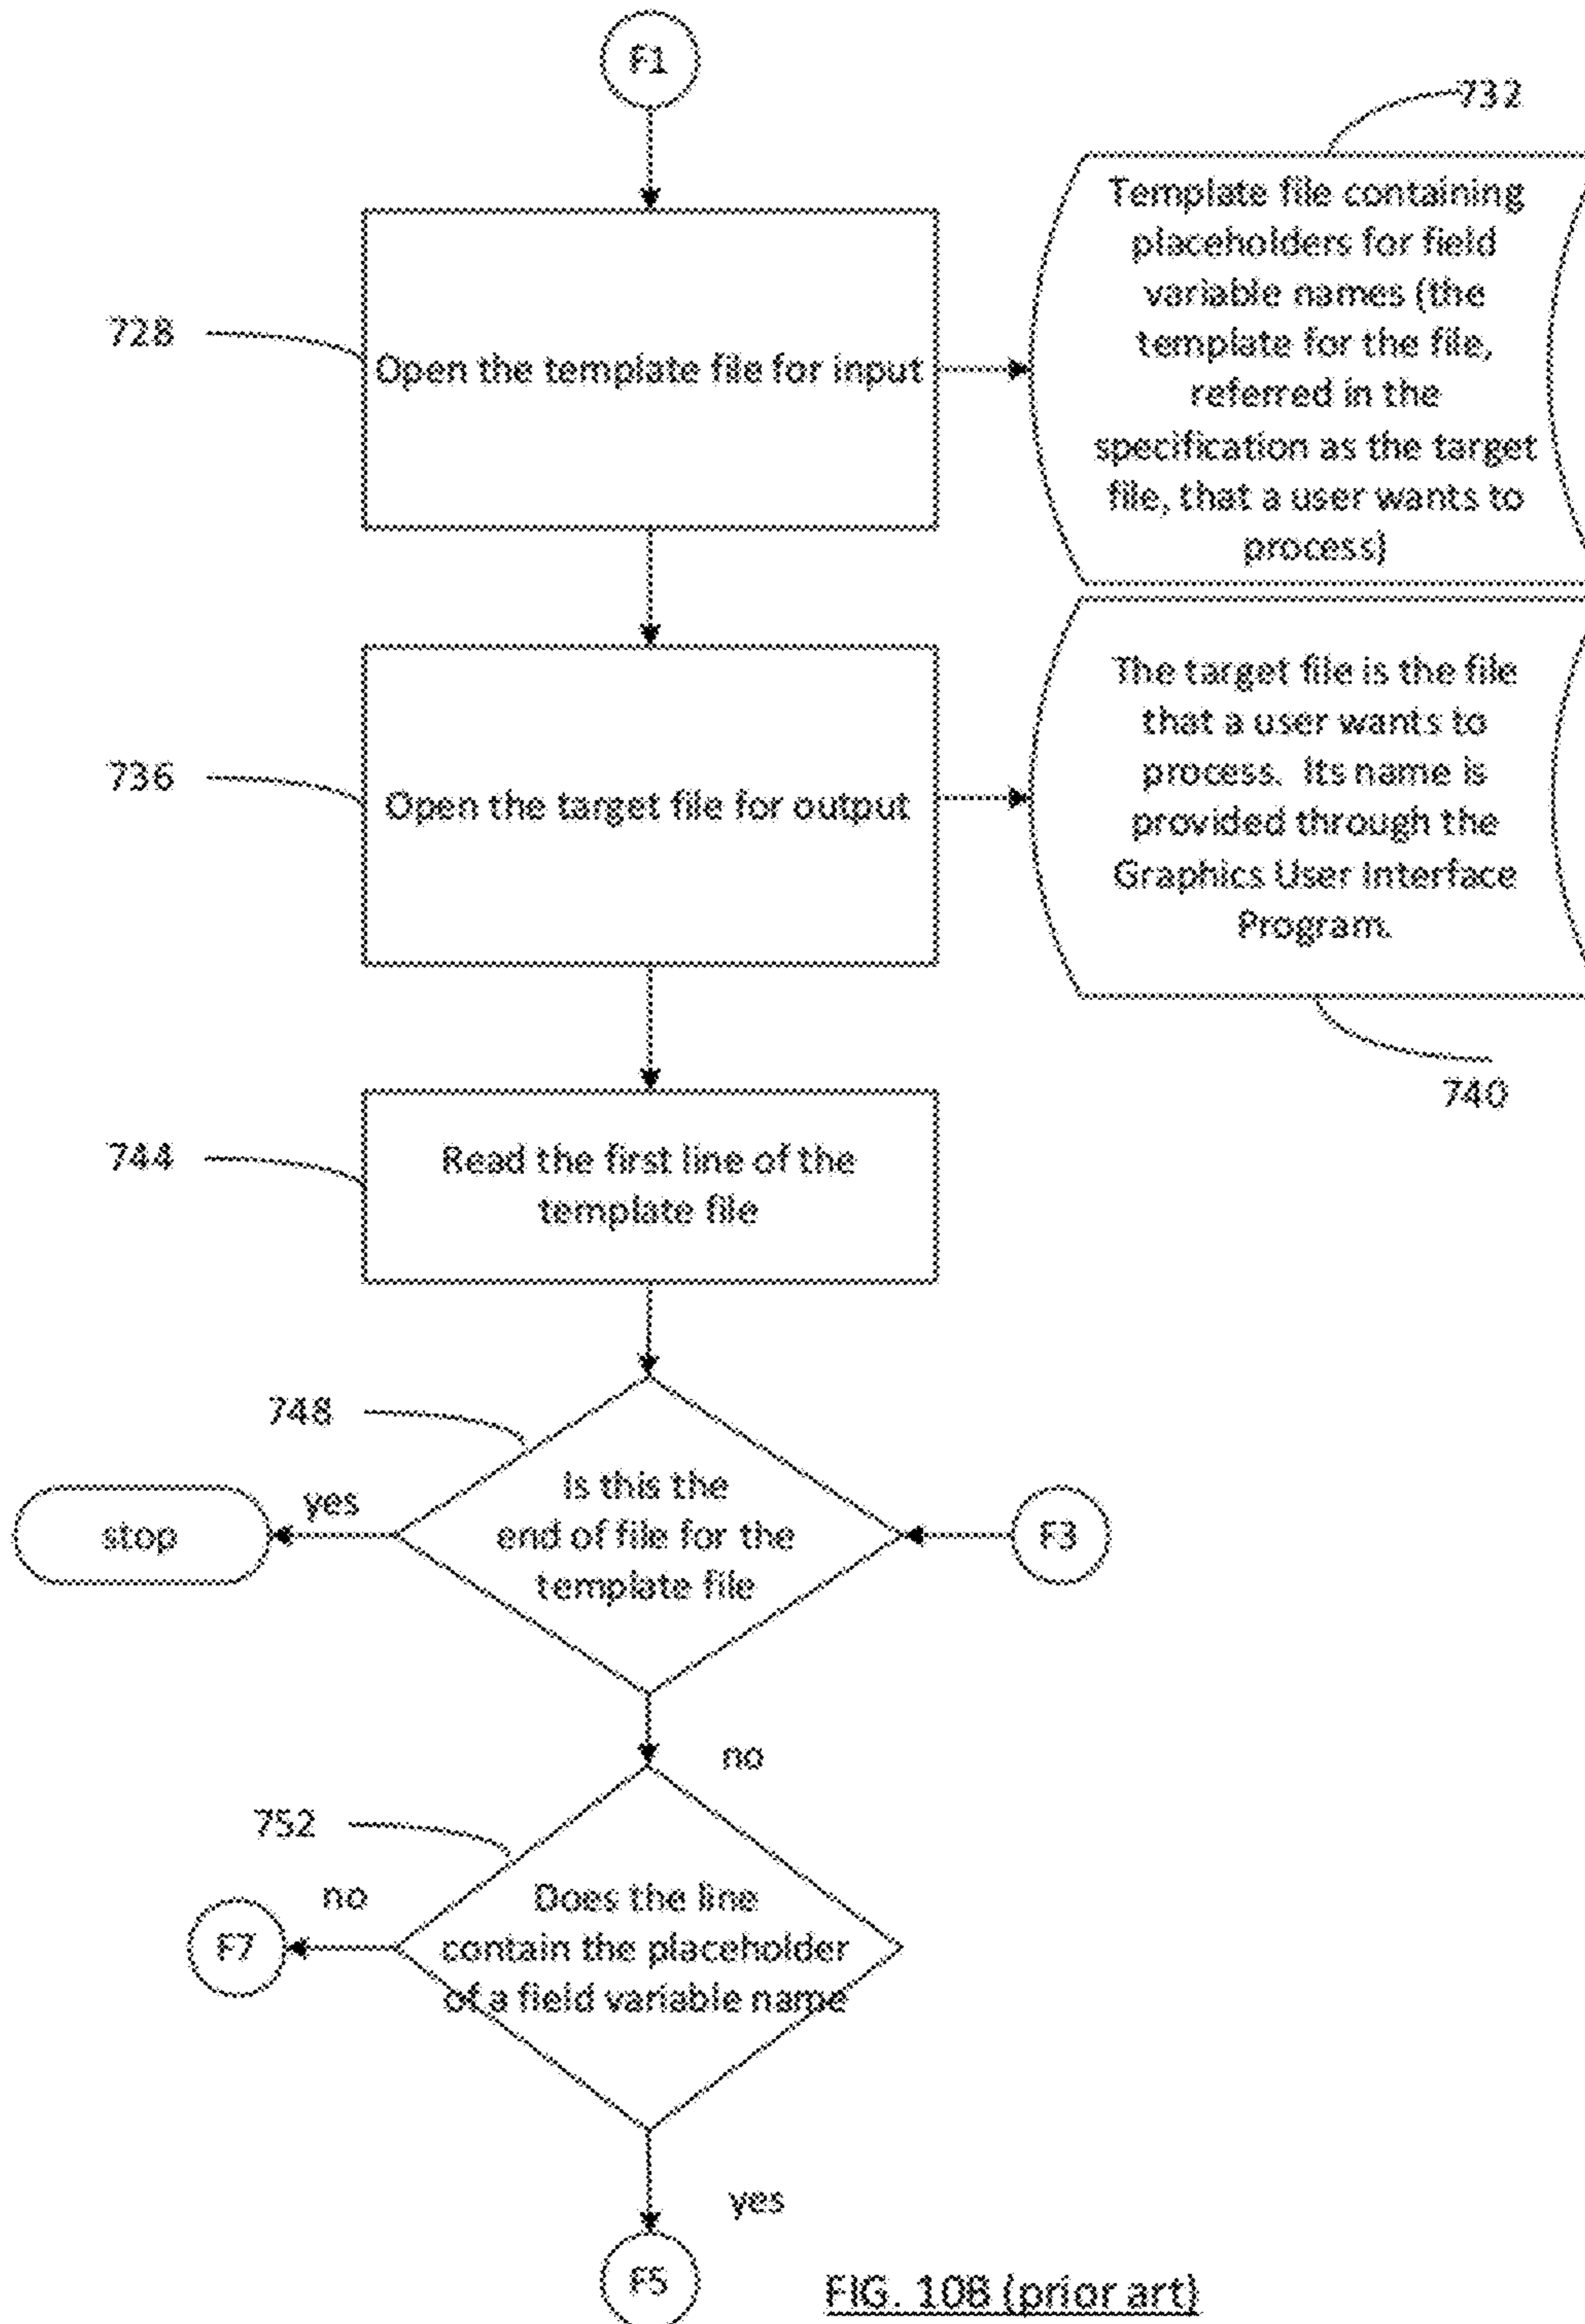 F1
732
Template file containing
placeholders for field
variable names (the
template for the file,
referred in the
specification as the target
file, that a user wants to
process)
728
Open the template file for input
The target file is the file
that a user wants to
process. Its name is
provided through the
Graphics User Interface
Program.
736
Open the target file for output
740
744
Read the first line of the
template file
748
Is this the
end of file for the
template file
yes
stop
F3
no
752
Does the line
contain the placeholder
of a field variable name
no
F7
yes
F5
FIG. 10B (prior art)